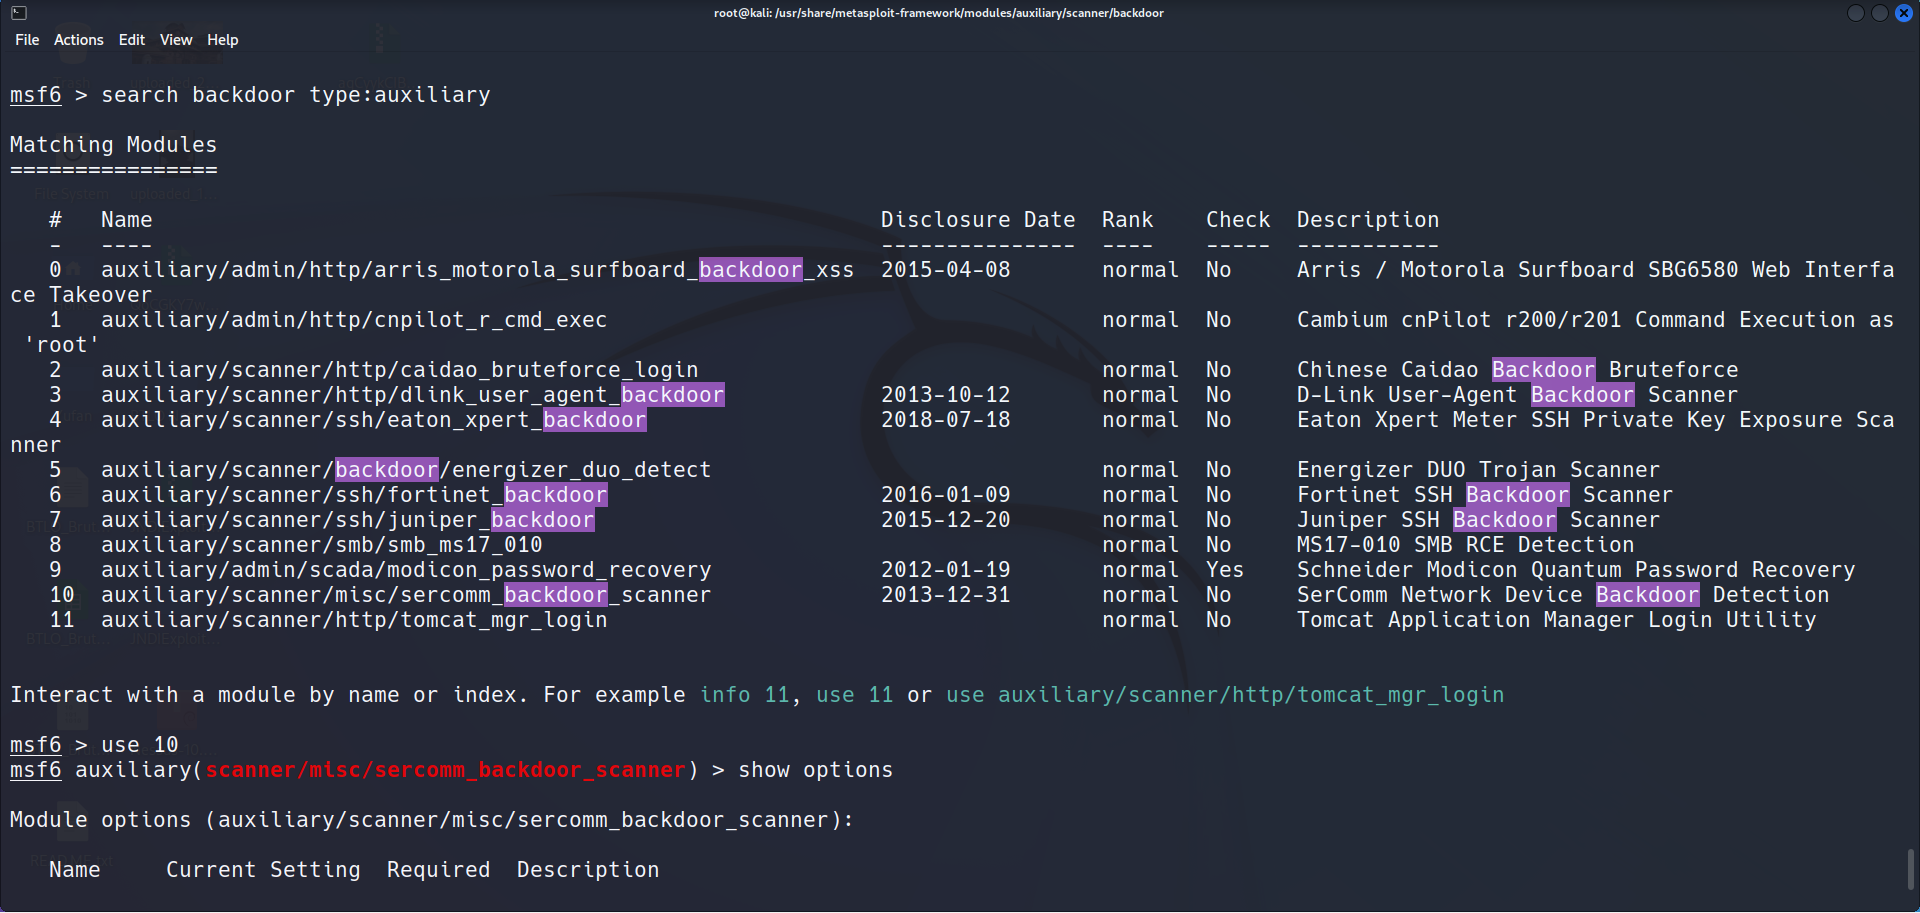 root@kali: /usr/share/metasploit-framework/modules/auxiliary/scanner/backdoor
File Actions Edit View Help
msf6 > search backdoor type:auxiliary
Matching Modules
================
# Name Disclosure Date Rank Check Description
- ---- --------------- ---- ----- -----------
0 auxiliary/admin/http/arris_motorola_surfboard_backdoor_xss 2015-04-08 normal No Arris / Motorola Surfboard SBG6580 Web Interfa
ce Takeover
1 auxiliary/admin/http/cnpilot_r_cmd_exec normal No Cambium cnPilot r200/r201 Command Execution as
'root'
2 auxiliary/scanner/http/caidao_bruteforce_login normal No Chinese Caidao Backdoor Bruteforce
3 auxiliary/scanner/http/dlink_user_agent_backdoor 2013-10-12 normal No D-Link User-Agent Backdoor Scanner
4 auxiliary/scanner/ssh/eaton_xpert_backdoor 2018-07-18 normal No Eaton Xpert Meter SSH Private Key Exposure Sca
nner
5 auxiliary/scanner/backdoor/energizer_duo_detect normal No Energizer DUO Trojan Scanner
6 auxiliary/scanner/ssh/fortinet_backdoor 2016-01-09 normal No Fortinet SSH Backdoor Scanner
7 auxiliary/scanner/ssh/juniper_backdoor 2015-12-20 normal No Juniper SSH Backdoor Scanner
8 auxiliary/scanner/smb/smb_ms17_010 normal No MS17-010 SMB RCE Detection
9 auxiliary/admin/scada/modicon_password_recovery 2012-01-19 normal Yes Schneider Modicon Quantum Password Recovery
10 auxiliary/scanner/misc/sercomm_backdoor_scanner 2013-12-31 normal No SerComm Network Device Backdoor Detection
11 auxiliary/scanner/http/tomcat_mgr_login normal No Tomcat Application Manager Login Utility
Interact with a module by name or index. For example info 11, use 11 or use auxiliary/scanner/http/tomcat_mgr_login
msf6 > use 10
msf6 auxiliary(scanner/misc/sercomm_backdoor_scanner) > show options
Module options (auxiliary/scanner/misc/sercomm_backdoor_scanner):
Name Current Setting Required Description